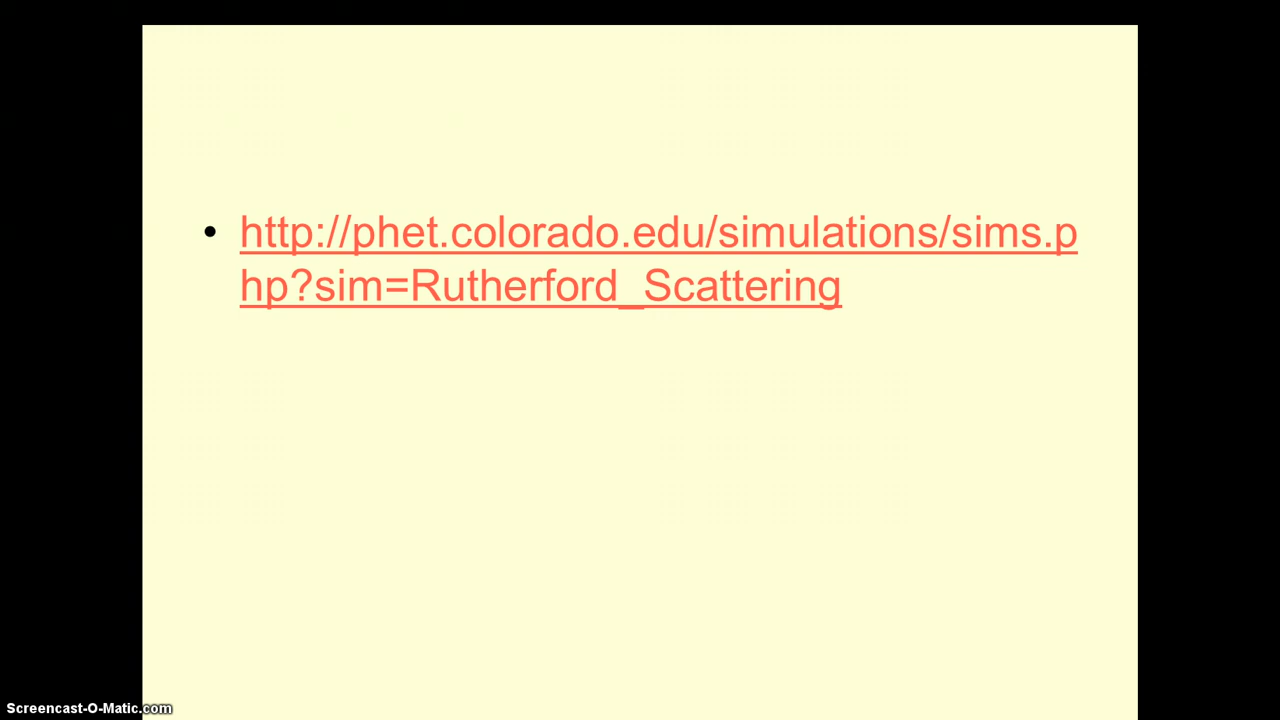 • http://phet.colorado.edu/simulations/sims.p
hp?sim=Rutherford_Scattering
Screencast-O-Matic.com